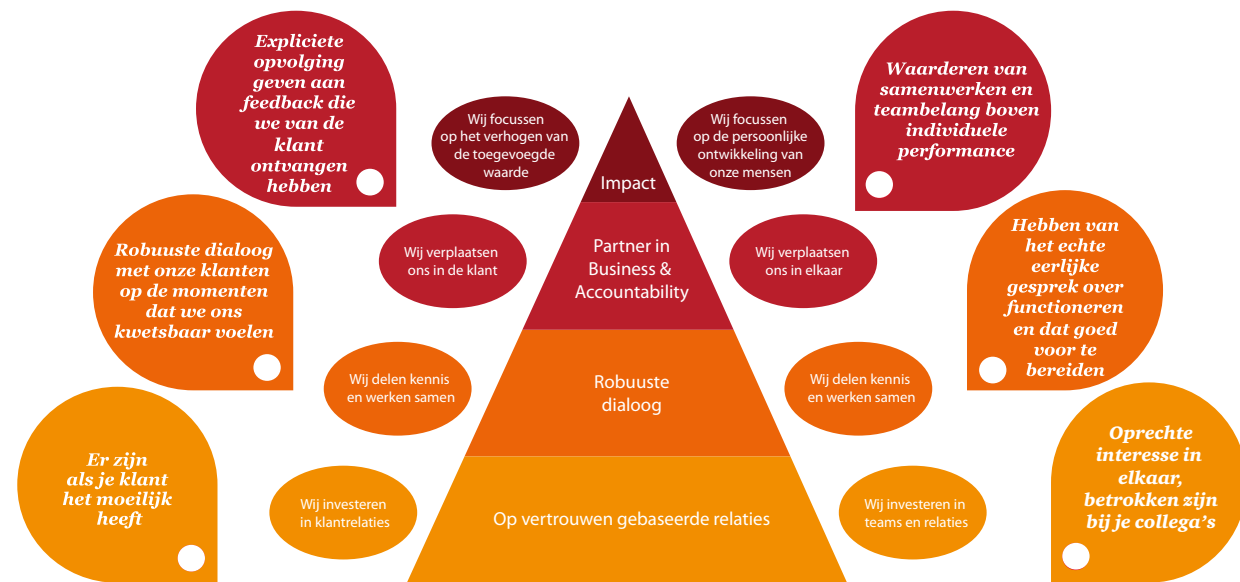 Expliciete
opvolging
geven aan
feedback die
we van de
klant
ontvangen
hebben
Wij focussen
op het verhogen van
de toegevoegde
waarde
Impact
Wij focussen
op de persoonlijke
ontwikkeling van
onze mensen
Waarderen van
samenwerken en
teambelang boven
individuele
performance
Robuuste dialoog
met onze klanten
op de momenten
dat we ons
kwetsbaar voelen
Wij verplaatsen
ons in de klant
Partner in
Business &
Accountability
Wij verplaatsen
ons in elkaar
Hebben van
het echte
eerlijke
gesprek over
functioneren
en dat goed
voor te
bereiden
Wij delen kennis
en werken samen
Robuuste
dialoog
Wij delen kennis
en werken samen
Er zijn
als je klant
het moeilijk
heeft
Wij investeren
in klantrelaties
Op vertrouwen gebaseerde relaties
Wij investeren in
teams en relaties
Oprechte
interesse in
elkaar,
betrokken zijn
bij je collega's